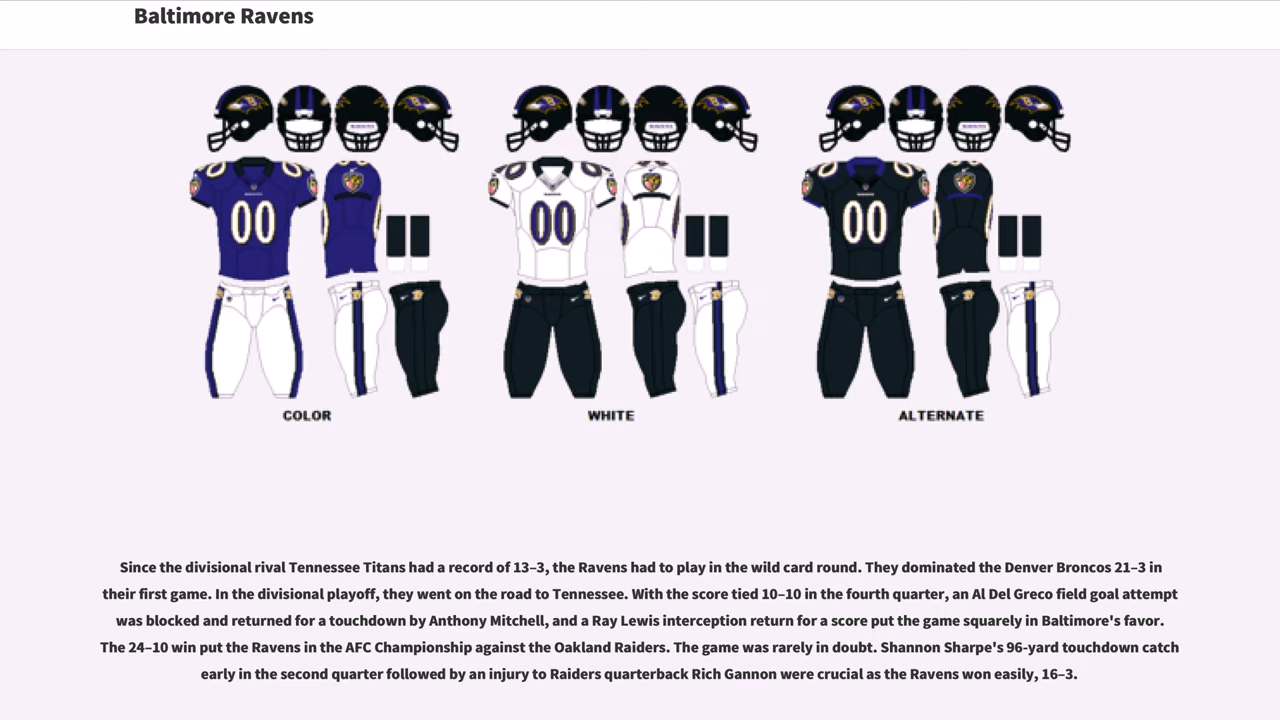 Baltimore Ravens
00 00 00
COLOR WHITE ALTERNATE
Since the divisional rival Tennessee Titans had a record of 13–3, the Ravens had to play in the wild card round. They dominated the Denver Broncos 21–3 in
their first game. In the divisional playoff, they went on the road to Tennessee. With the score tied 10–10 in the fourth quarter, an Al Del Greco field goal attempt
was blocked and returned for a touchdown by Anthony Mitchell, and a Ray Lewis interception return for a score put the game squarely in Baltimore's favor.
The 24–10 win put the Ravens in the AFC Championship against the Oakland Raiders. The game was rarely in doubt. Shannon Sharpe's 96-yard touchdown catch
early in the second quarter followed by an injury to Raiders quarterback Rich Gannon were crucial as the Ravens won easily, 16–3.